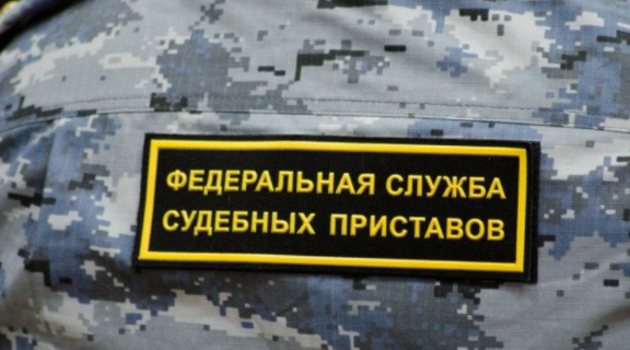 ФЕДЕРАЛЬНАЯ СЛУЖБА
СУДЕБНЫХ ПРИСТАВОВ